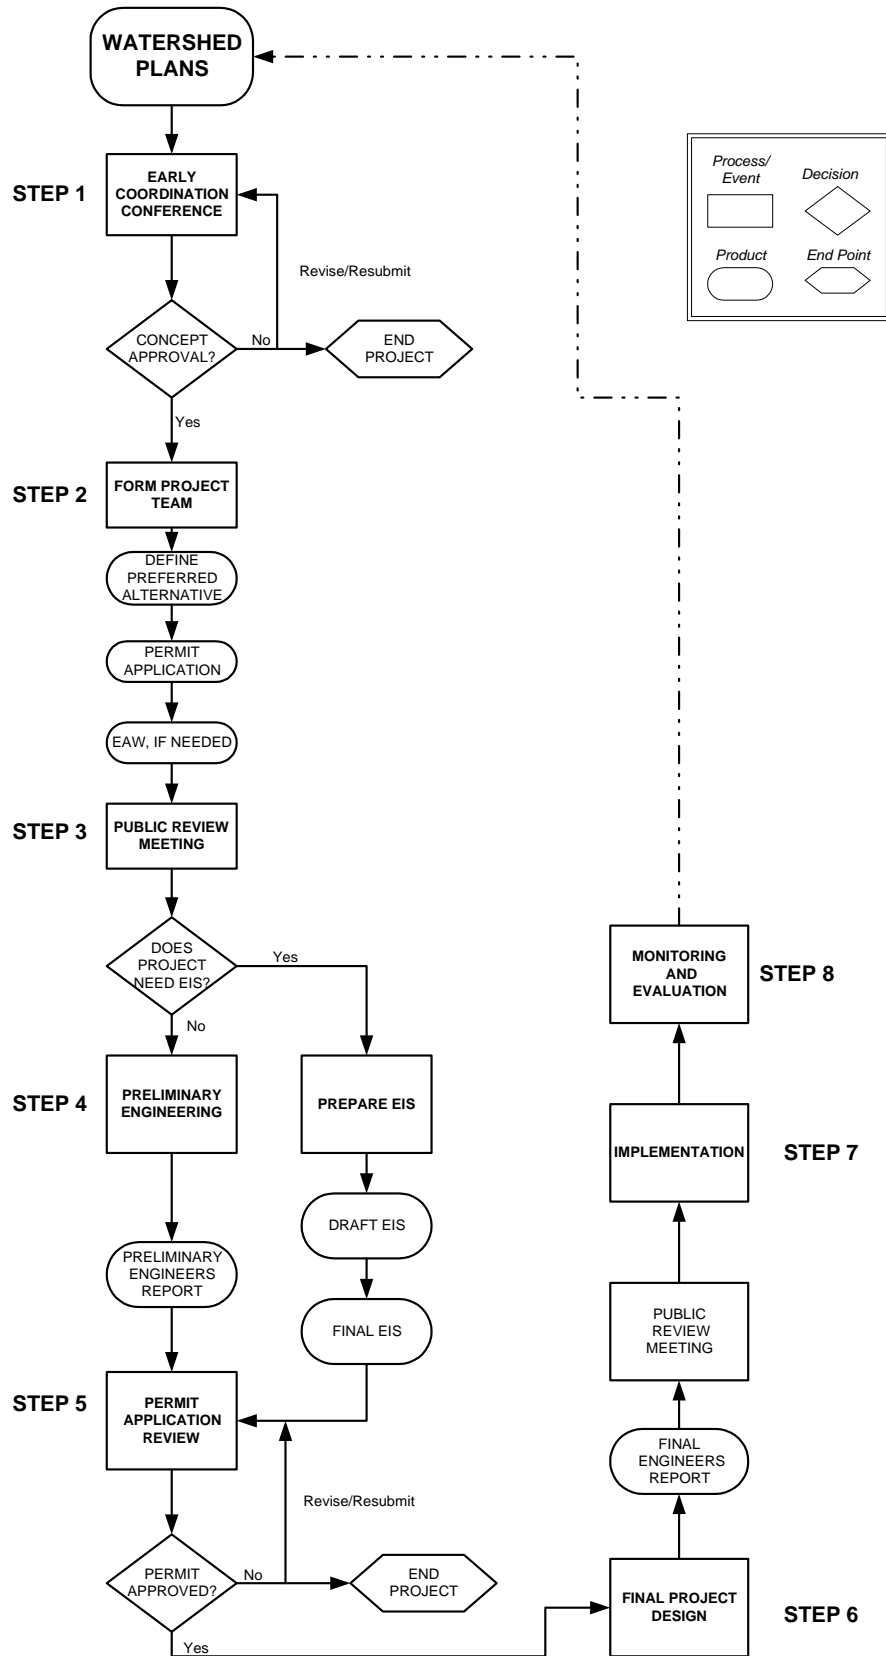 WATERSHED
PLANS
STEP 1
EARLY
COORDINATION
CONFERENCE
Process/
Event
Decision
Product
End Point
Revise/Resubmit
CONCEPT
APPROVAL?
No
END
PROJECT
Yes
STEP 2
FORM PROJECT
TEAM
DEFINE
PREFERRED
ALTERNATIVE
PERMIT
APPLICATION
EAW, IF NEEDED
STEP 3
PUBLIC REVIEW
MEETING
DOES
PROJECT
NEED EIS?
Yes
No
STEP 4
PRELIMINARY
ENGINEERING
PREPARE EIS
DRAFT EIS
PRELIMINARY
ENGINEERS
REPORT
FINAL EIS
STEP 5
PERMIT
APPLICATION
REVIEW
Revise/Resubmit
PERMIT
APPROVED?
No
END
PROJECT
Yes
FINAL PROJECT
DESIGN
STEP 6
FINAL
ENGINEERS
REPORT
PUBLIC
REVIEW
MEETING
IMPLEMENTATION
STEP 7
MONITORING
AND
EVALUATION
STEP 8